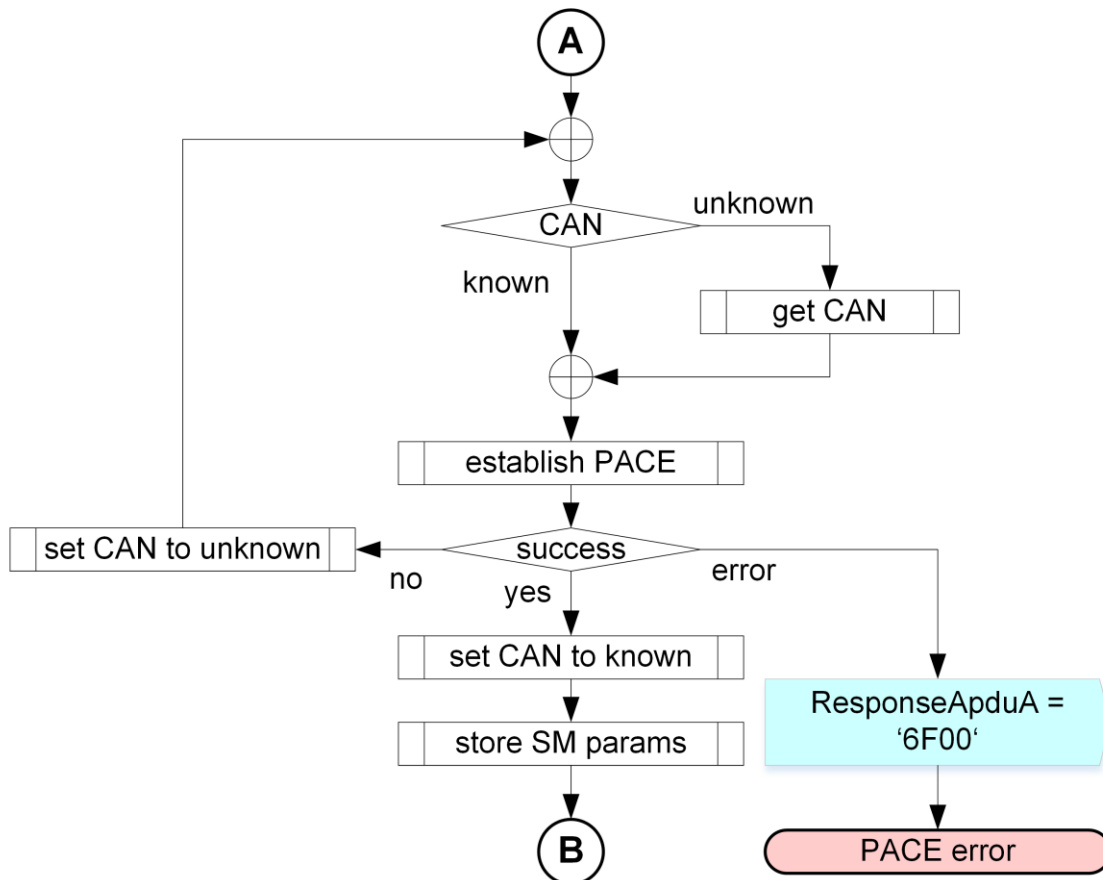 A
CAN
unknown
known
get CAN
establish PACE
set CAN to unknown
success
no
yes
error
set CAN to known
ResponseApduA =
‘6F00‘
store SM params
B
PACE error